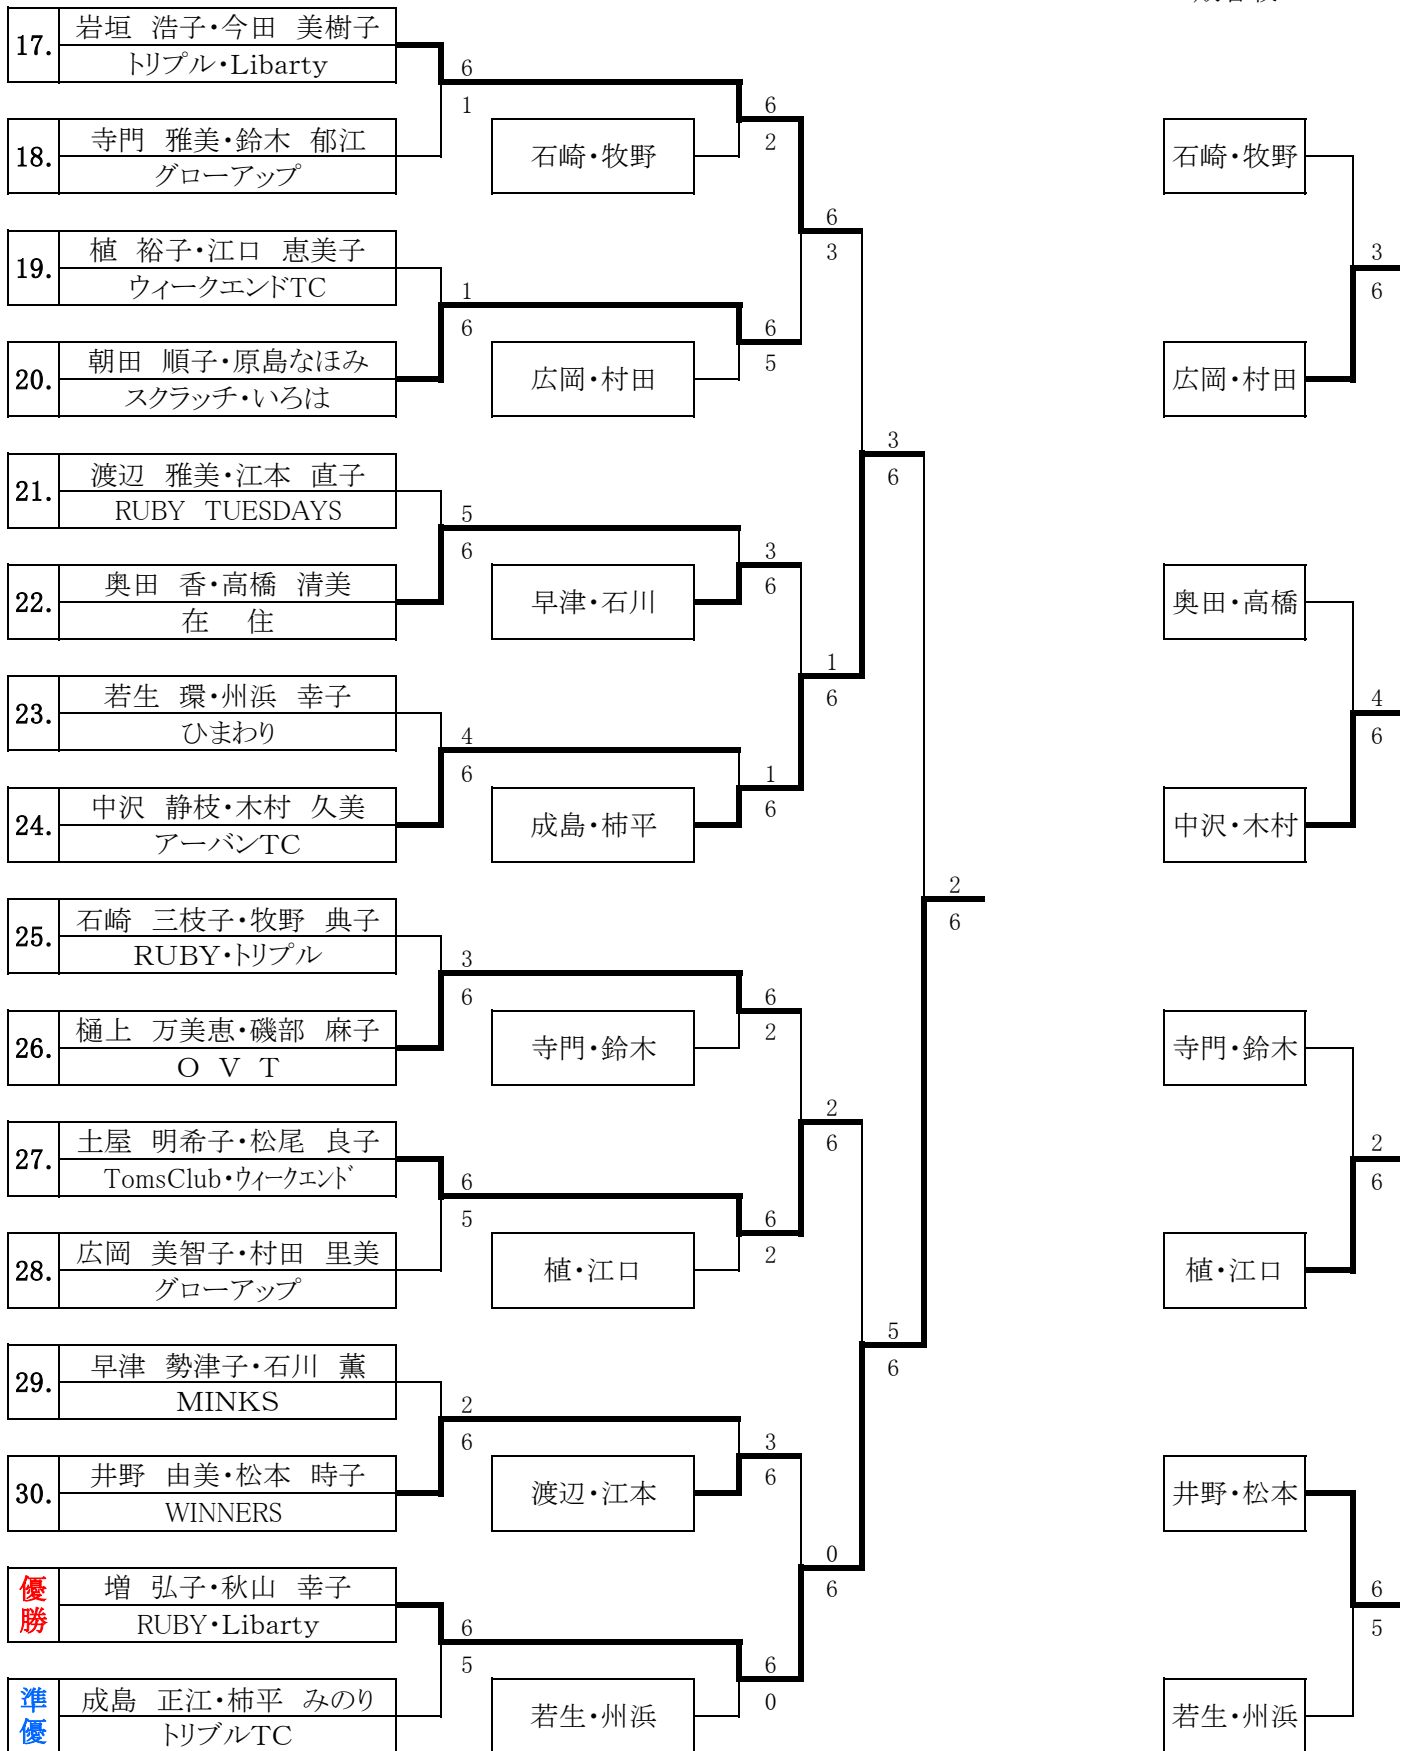 17.
岩垣　浩子・今田　美樹子
トリプル・Libarty
18.
寺門　雅美・鈴木　郁江
グローアップ
19.
植　裕子・江口　恵美子
ウィークエンドTC
20.
朝田　順子・原島なほみ
スクラッチ・いろは
21.
渡辺　雅美・江本　直子
RUBY　TUESDAYS
22.
奥田　香・高橋　清美
在　住
23.
若生　環・州浜　幸子
ひまわり
24.
中沢　静枝・木村　久美
アーバンTC
25.
石崎　三枝子・牧野　典子
RUBY・トリプル
26.
樋上　万美恵・磯部　麻子
O　V　T
27.
土屋　明希子・松尾　良子
TomsClub・ウィークエンド
28.
広岡　美智子・村田　里美
グローアップ
29.
早津　勢津子・石川　薫
MINKS
30.
井野　由美・松本　時子
WINNERS
優勝
増　弘子・秋山　幸子
RUBY・Libarty
準優
成島　正江・柿平　みのり
トリブルTC
6
1
1
6
5
6
4
6
3
6
6
5
2
6
6
5
石崎・牧野
広岡・村田
早津・石川
成島・柿平
寺門・鈴木
植・江口
渡辺・江本
若生・州浜
6
2
6
5
3
6
1
6
6
2
6
2
3
6
6
0
6
3
1
6
2
6
0
6
3
6
5
6
2
6
石崎・牧野
3
6
広岡・村田
奥田・高橋
4
6
中沢・木村
寺門・鈴木
2
6
植・江口
井野・松本
6
5
若生・州浜